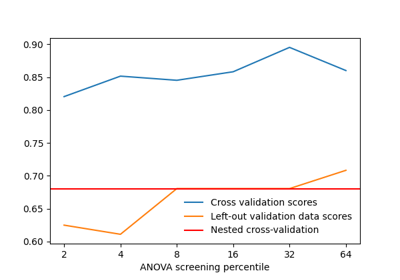 0.90
0.85
0.80
0.75
0.70
0.65
0.60
Cross validation scores
Left-out validation data scores
Nested cross-validation
2 4 8 16 32 64
ANOVA screening percentile